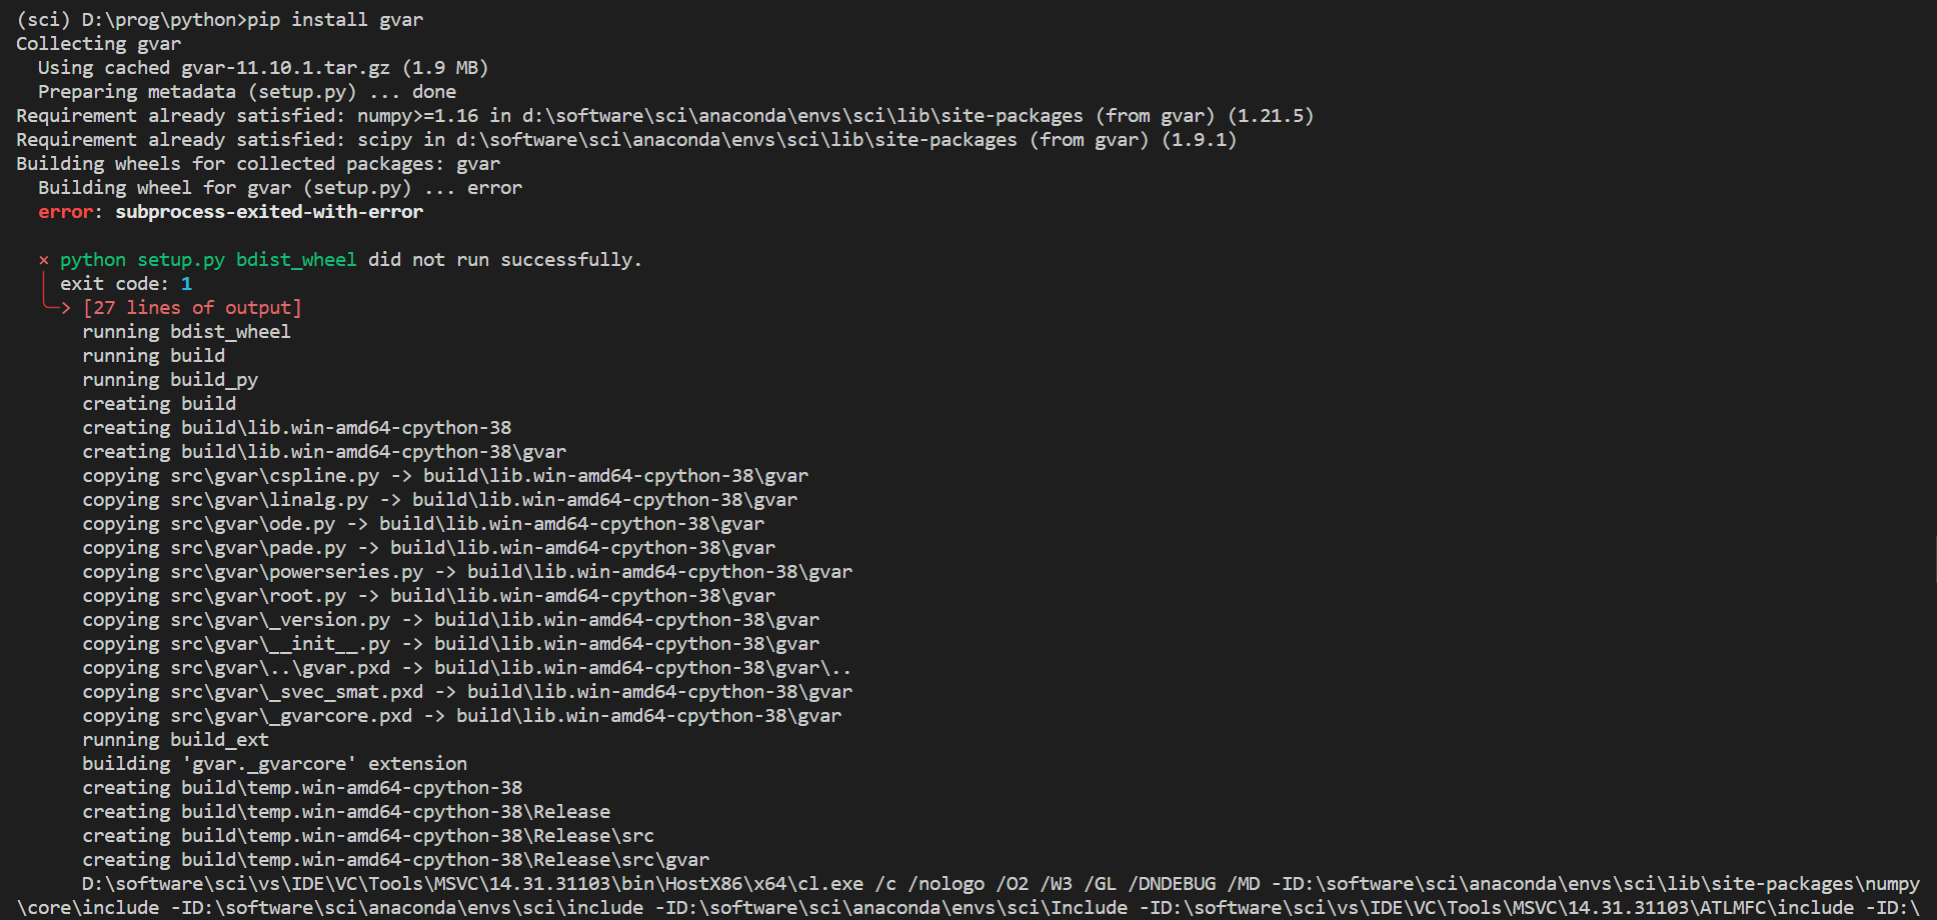 (sci) D:\prog\python>pip install gvar
Collecting gvar
  Using cached gvar-11.10.1.tar.gz (1.9 MB)
  Preparing metadata (setup.py) ... done
Requirement already satisfied: numpy>=1.16 in d:\software\sci\anaconda\envs\sci\lib\site-packages (from gvar) (1.21.5)
Requirement already satisfied: scipy in d:\software\sci\anaconda\envs\sci\lib\site-packages (from gvar) (1.9.1)
Building wheels for collected packages: gvar
  Building wheel for gvar (setup.py) ... error
  error: subprocess-exited-with-error
  × python setup.py bdist_wheel did not run successfully.
  │ exit code: 1
  ╰─> [27 lines of output]
      running bdist_wheel
      running build
      running build_py
      creating build
      creating build\lib.win-amd64-cpython-38
      creating build\lib.win-amd64-cpython-38\gvar
      copying src\gvar\cspline.py -> build\lib.win-amd64-cpython-38\gvar
      copying src\gvar\linalg.py -> build\lib.win-amd64-cpython-38\gvar
      copying src\gvar\ode.py -> build\lib.win-amd64-cpython-38\gvar
      copying src\gvar\pade.py -> build\lib.win-amd64-cpython-38\gvar
      copying src\gvar\powerseries.py -> build\lib.win-amd64-cpython-38\gvar
      copying src\gvar\root.py -> build\lib.win-amd64-cpython-38\gvar
      copying src\gvar\_version.py -> build\lib.win-amd64-cpython-38\gvar
      copying src\gvar\__init__.py -> build\lib.win-amd64-cpython-38\gvar
      copying src\gvar\..\gvar.pxd -> build\lib.win-amd64-cpython-38\gvar\..
      copying src\gvar\_svec_smat.pxd -> build\lib.win-amd64-cpython-38\gvar
      copying src\gvar\_gvarcore.pxd -> build\lib.win-amd64-cpython-38\gvar
      running build_ext
      building 'gvar._gvarcore' extension
      creating build\temp.win-amd64-cpython-38
      creating build\temp.win-amd64-cpython-38\Release
      creating build\temp.win-amd64-cpython-38\Release\src
      creating build\temp.win-amd64-cpython-38\Release\src\gvar
      D:\software\sci\vs\IDE\VC\Tools\MSVC\14.31.31103\bin\HostX86\x64\cl.exe /c /nologo /O2 /W3 /GL /DNDEBUG /MD -ID:\software\sci\anaconda\envs\sci\lib\site-packages\numpy
\core\include -ID:\software\sci\anaconda\envs\sci\include -ID:\software\sci\anaconda\envs\sci\Include -ID:\software\sci\vs\IDE\VC\Tools\MSVC\14.31.31103\ATLMFC\include -ID:\